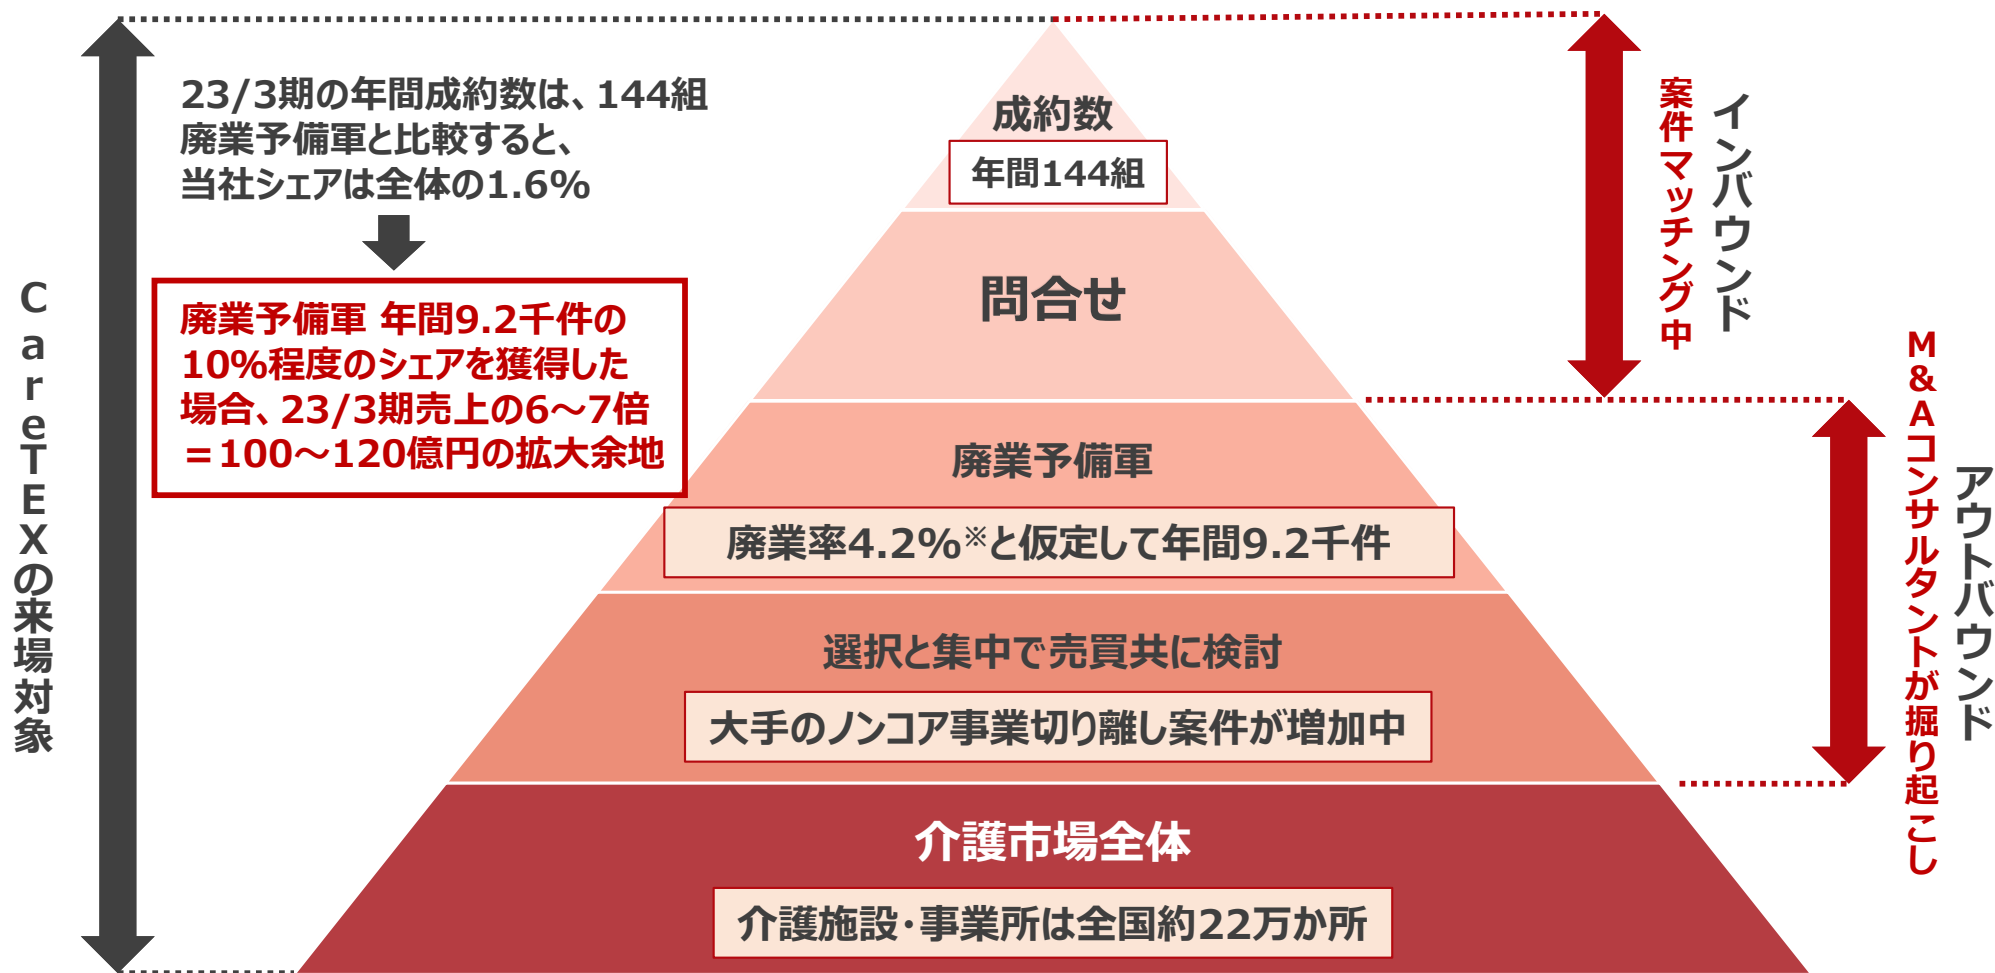 CareTEXの来場対象
23/3期の年間成約数は、144組
廃業予備軍と比較すると、
当社シェアは全体の1.6%
廃業予備軍 年間9.2千件の
10%程度のシェアを獲得した
場合、23/3期売上の6～7倍
＝100～120億円の拡大余地
成約数
年間144組
問合せ
廃業予備軍
廃業率4.2%※と仮定して年間9.2千件
選択と集中で売買共に検討
大手のノンコア事業切り離し案件が増加中
介護市場全体
介護施設・事業所は全国約22万か所
インバウンド
案件マッチング中
アウトバウンド
M&Aコンサルタントが掘り起こし